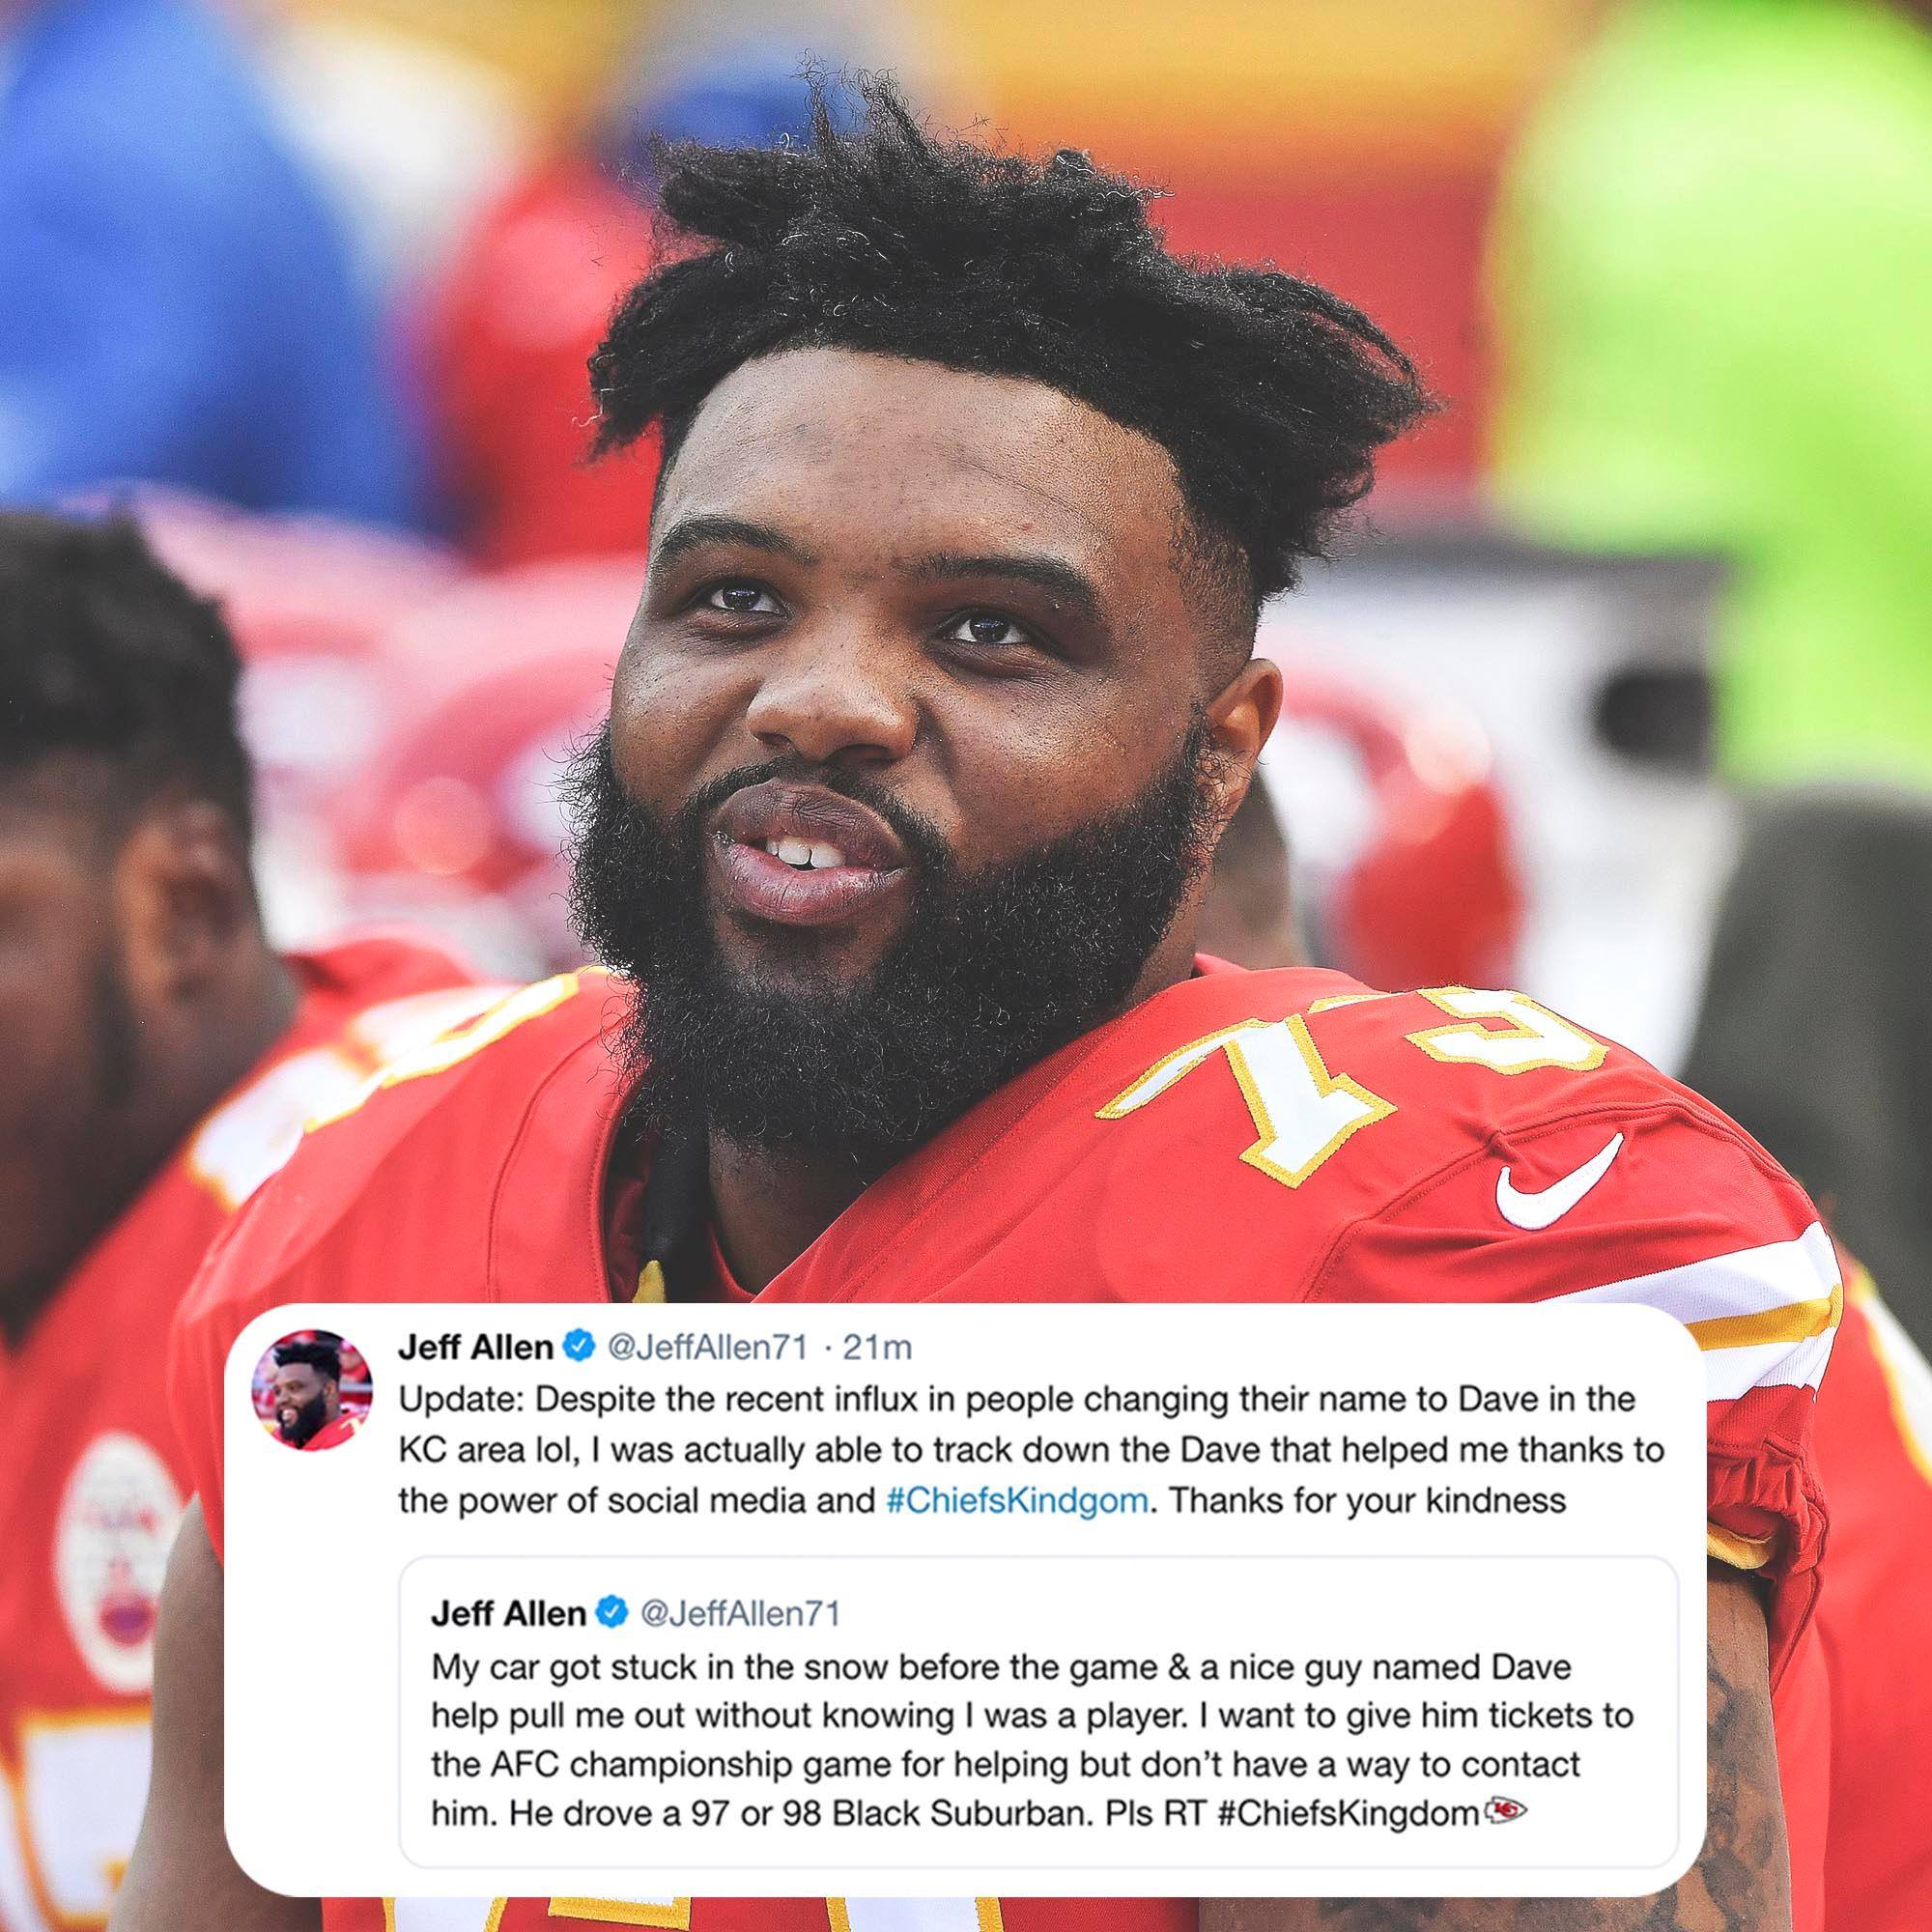 73
Jeff Allen @JeffAllen71 · 21m
Update: Despite the recent influx in people changing their name to Dave in the
KC area lol, I was actually able to track down the Dave that helped me thanks to
the power of social media and #ChiefsKindgom. Thanks for your kindness
Jeff Allen @JeffAllen71
My car got stuck in the snow before the game & a nice guy named Dave
help pull me out without knowing I was a player. I want to give him tickets to
the AFC championship game for helping but don’t have a way to contact
him. He drove a 97 or 98 Black Suburban. Pls RT #ChiefsKingdom